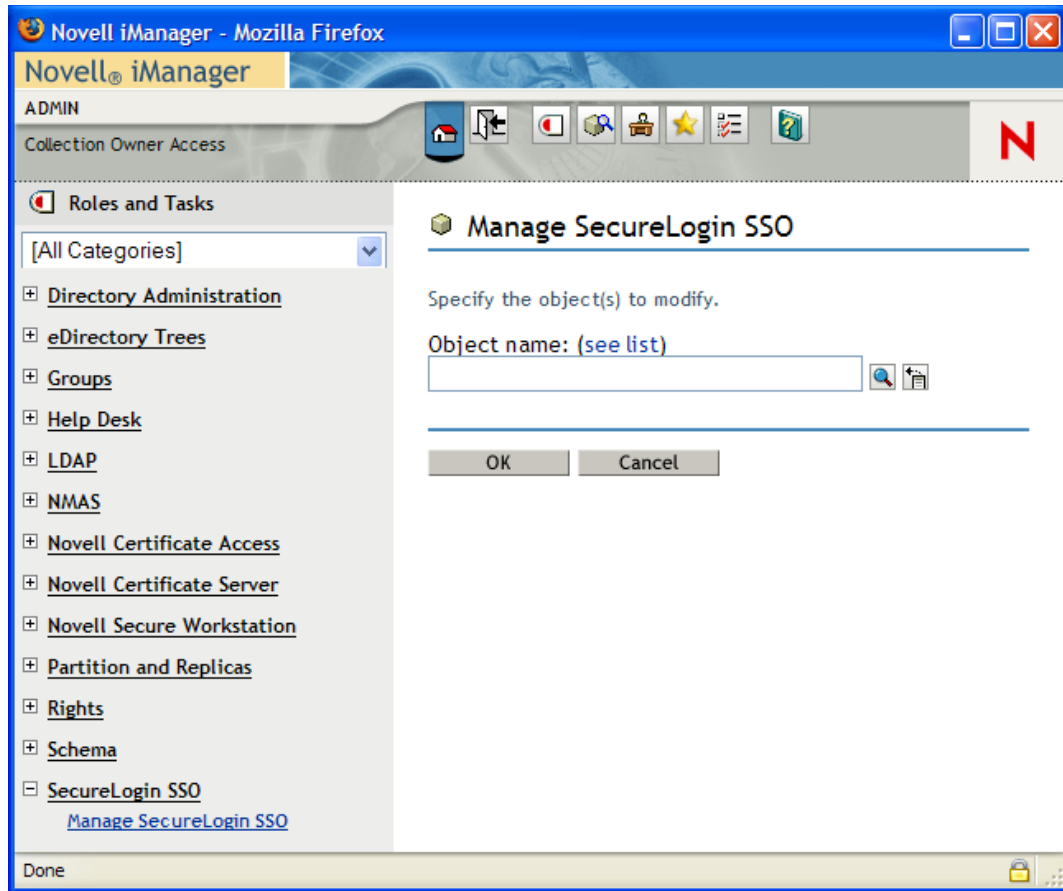 Novell iManager - Mozilla Firefox
Novell® iManager
ADMIN
Collection Owner Access
N
Roles and Tasks
[All Categories]
Directory Administration
eDirectory Trees
Groups
Help Desk
LDAP
NMAS
Novell Certificate Access
Novell Certificate Server
Novell Secure Workstation
Partition and Replicas
Rights
Schema
SecureLogin SSO
Manage SecureLogin SSO
Manage SecureLogin SSO
Specify the object(s) to modify.
Object name: (see list)
OK Cancel
Done